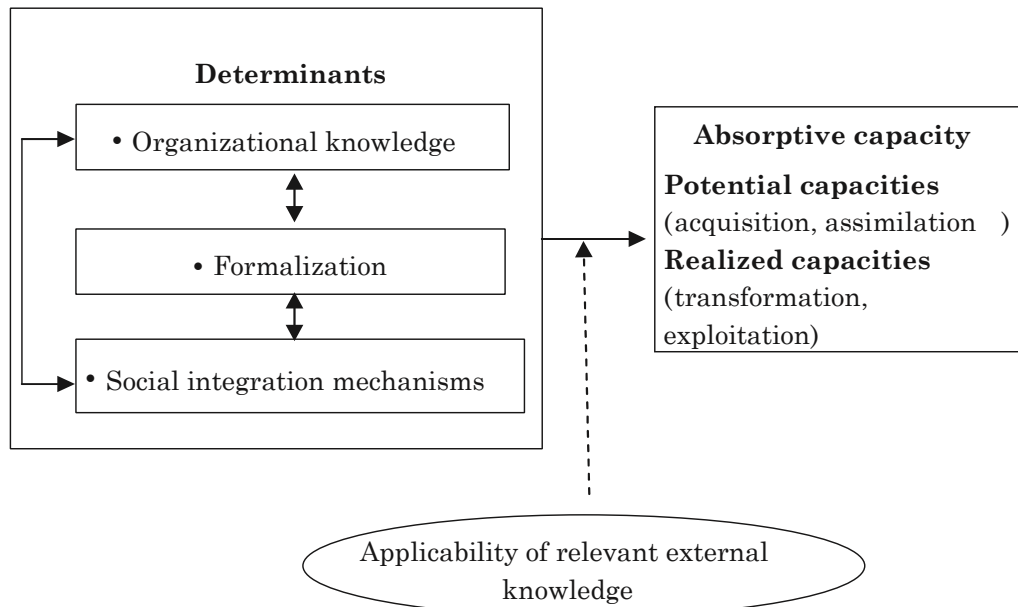 Determinants
• Organizational knowledge
• Formalization
• Social integration mechanisms
Absorptive capacity
Potential capacities
(acquisition, assimilation )
Realized capacities
(transformation,
exploitation)
Applicability of relevant external
knowledge